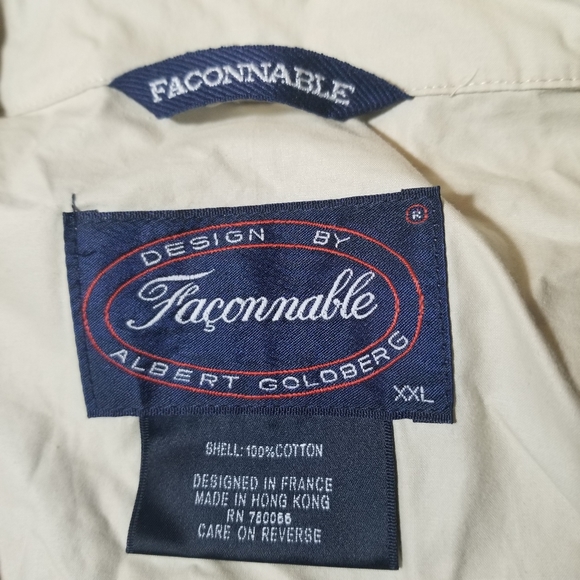 FACONNABLE
®
DESIGN BY
Façonnable
ALBERT GOLDBERG
XXL
SHELL: 100%COTTON
DESIGNED IN FRANCE
MADE IN HONG KONG
RN 780066
CARE ON REVERSE